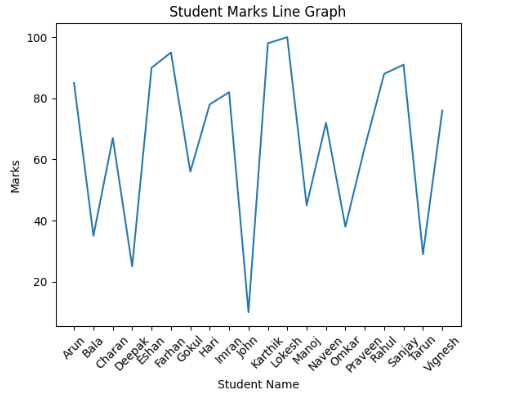 Student Marks Line Graph
100
80
60
40
20
Marks
Arun
Bala
Charan
Deepak
Eshan
Farhan
Gokul
Hari
Imran
John
Karthik
Lokesh
Manoj
Naveen
Omkar
Praveen
Rahul
Sanjay
Tarun
Vignesh
Student Name